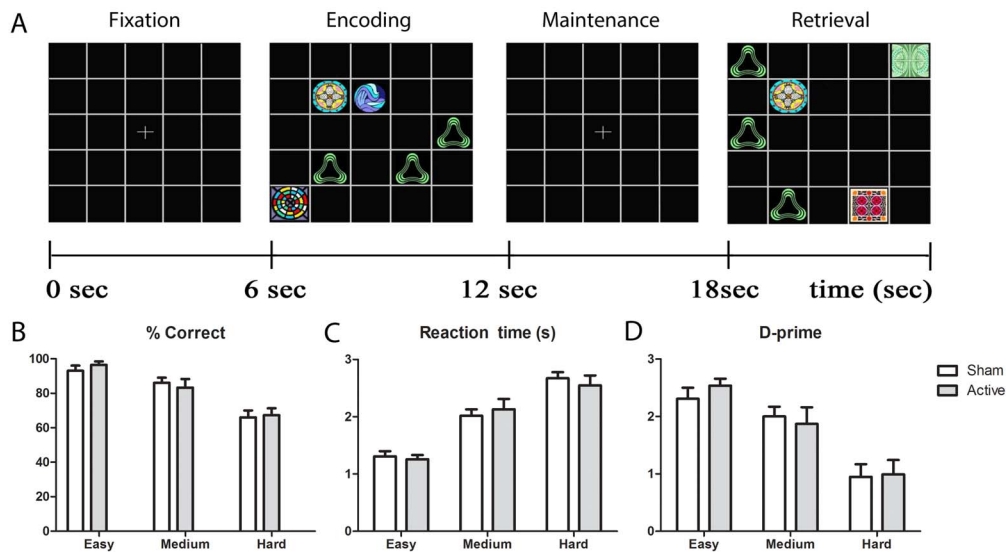 A
Fixation
Encoding
Maintenance
Retrieval
0 sec
6 sec
12 sec
18sec
time (sec)
B
% Correct
100
80
60
40
20
0
Easy
Medium
Hard
C
Reaction time (s)
3
2
1
0
Easy
Medium
Hard
D
D-prime
3
2
1
0
Easy
Medium
Hard
Sham
Active